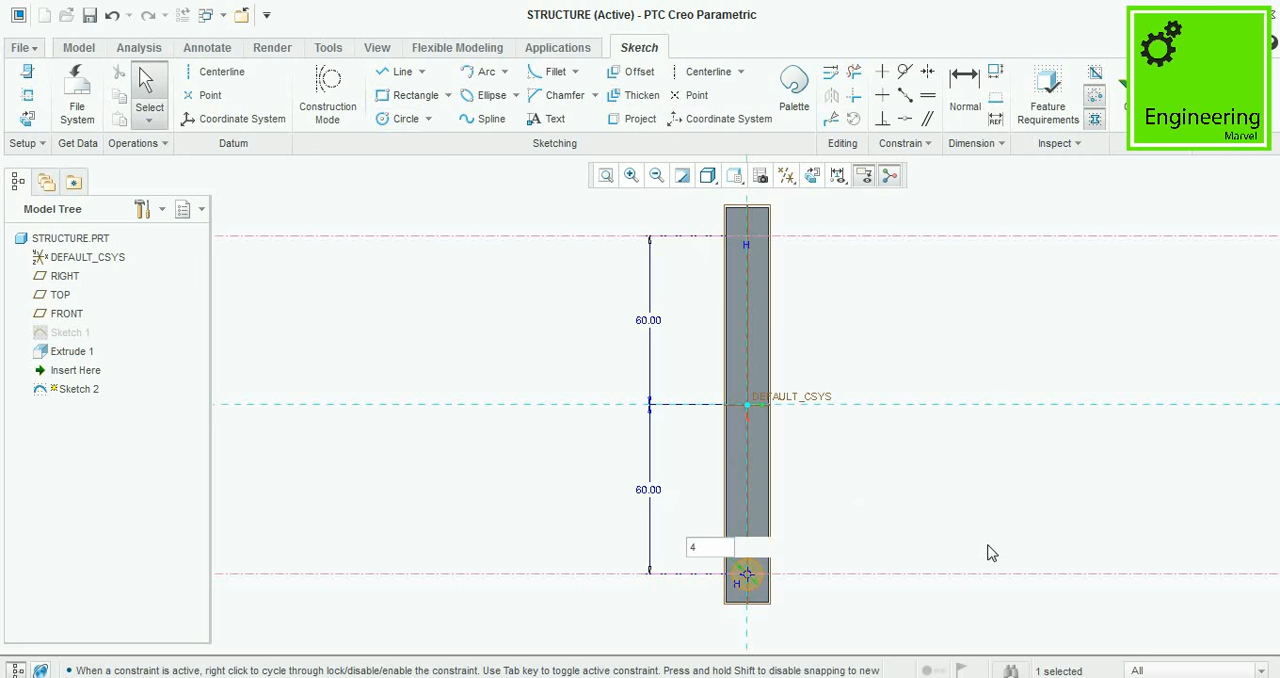 STRUCTURE (Active) - PTC Creo Parametric
File
Model
Analysis
Annotate
Render
Tools
View
Flexible Modeling
Applications
Sketch
File System
Select
Centerline
Point
Coordinate System
Construction Mode
Line
Arc
Fillet
Offset
Centerline
Rectangle
Ellipse
Chamfer
Thicken
Point
Circle
Spline
Text
Project
Coordinate System
Palette
Normal
Feature Requirements
Setup
Get Data
Operations
Datum
Sketching
Editing
Constrain
Dimension
Inspect
Engineering
Marvel
Model Tree
STRUCTURE.PRT
DEFAULT_CSYS
RIGHT
TOP
FRONT
Sketch 1
Extrude 1
Insert Here
Sketch 2
H
60.00
DEFAULT_CSYS
60.00
4
H
• When a constraint is active, right click to cycle through lock/disable/enable the constraint. Use Tab key to toggle active constraint. Press and hold Shift to disable snapping to new
1 selected
All